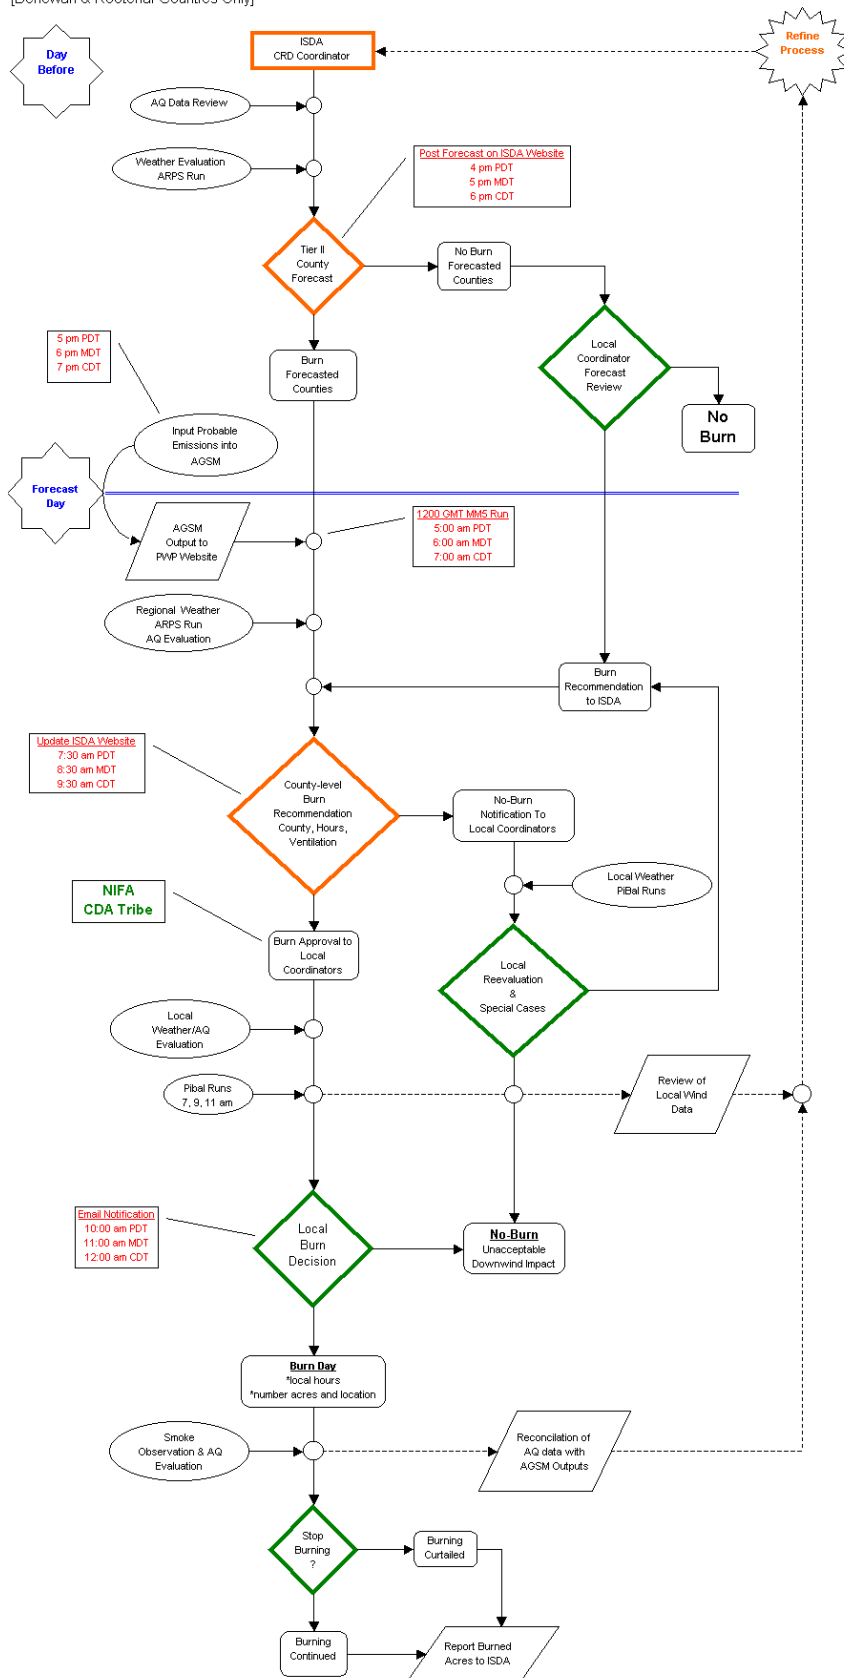 Counties Only]
Day
Before
ISDA
CRD Coordinator
Refine
Process
AQ Data Review
Weather Evaluation
ARPS Run
Post Forecast on ISDA Website
4 pm PDT
5 pm MDT
6 pm CDT
Tier II
County
Forecast
No Burn
Forecasted
Counties
5 pm PDT
6 pm MDT
7 pm CDT
Burn
Forecasted
Counties
Local
Coordinator
Forecast
Review
No
Burn
Input Probable
Emissions into
AGSM
Forecast
Day
AGSM
Output to
PWP Website
1200 GMT MM5 Run
5:00 am PDT
6:00 am MDT
7:00 am CDT
Regional Weather
ARPS Run
AQ Evaluation
Burn
Recommendation
to ISDA
Update ISDA Website
7:30 am PDT
8:30 am MDT
9:30 am CDT
County-level
Burn
Recommendation
County, Hours,
Ventilation
No-Burn
Notification To
Local Coordinators
Local Weather
PiBal Runs
NIFA
CDA Tribe
Burn Approval to
Local
Coordinators
Local
Reevaluation
&
Special Cases
Local
Weather/AQ
Evaluation
Pibal Runs
7, 9, 11 am
Review of
Local Wind
Data
Email Notification
10:00 am PDT
11:00 am MDT
12:00 am CDT
Local
Burn
Decision
No-Burn
Unacceptable
Downwind Impact
Burn Day
*local hours
*number acres and location
Smoke
Observation & AQ
Evaluation
Reconcilation of
AQ data with
AGSM Outputs
Stop
Burning
?
Burning
Curtailed
Burning
Continued
Report Burned
Acres to ISDA